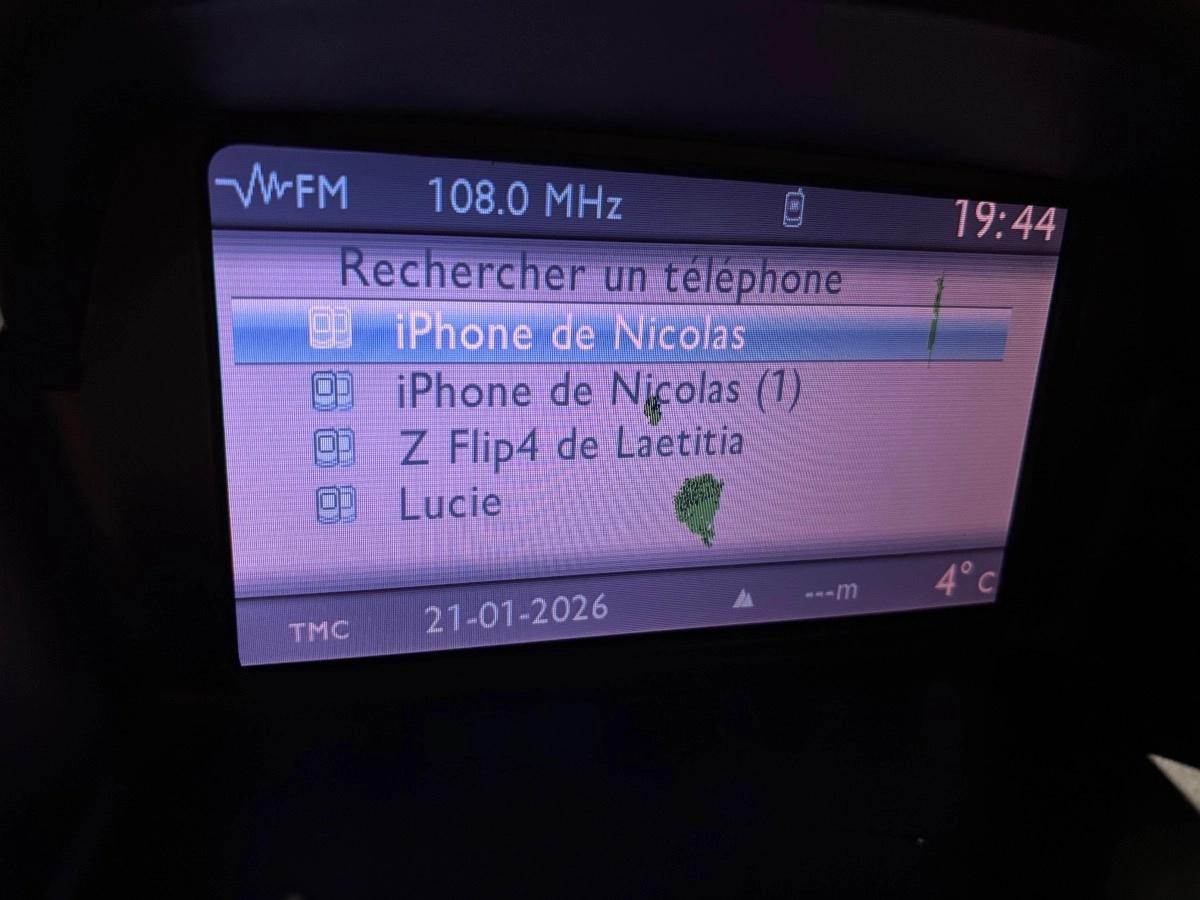 FM 108.0 MHz 19:44
Rechercher un téléphone
iPhone de Nicolas
iPhone de Nicolas (1)
Z Flip4 de Laetitia
Lucie
TMC 21-01-2026 ---m 4°C